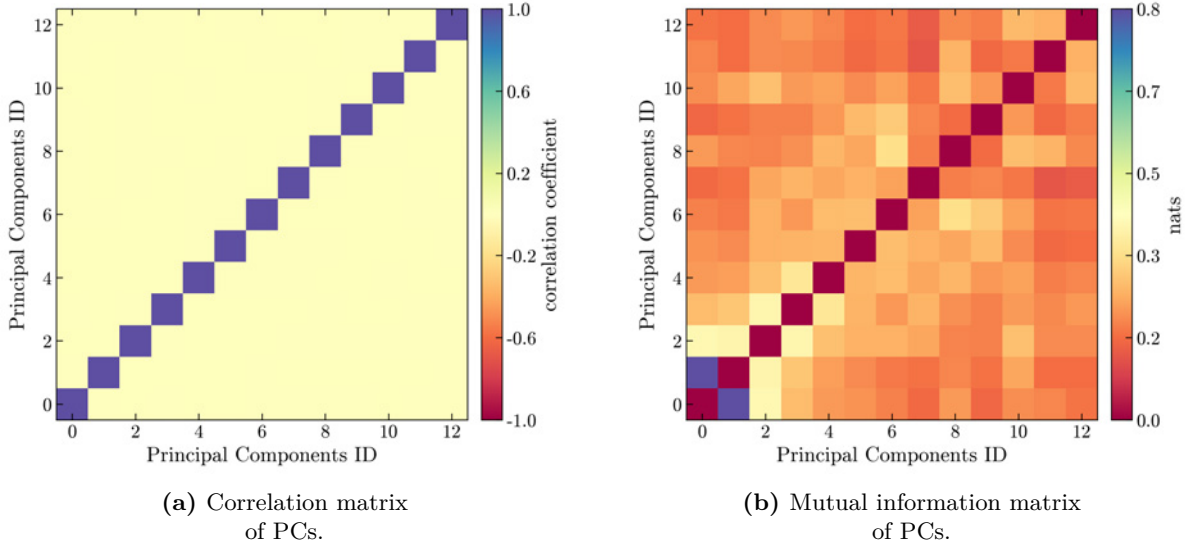 12
10
8
6
4
2
0
Principal Components ID
0 2 4 6 8 10 12
Principal Components ID
1.0
0.6
0.2
-0.2
-0.6
-1.0
correlation coefficient
(a) Correlation matrix
of PCs.
12
10
8
6
4
2
0
Principal Components ID
0 2 4 6 8 10 12
Principal Components ID
0.8
0.7
0.5
0.3
0.2
0.0
nats
(b) Mutual information matrix
of PCs.